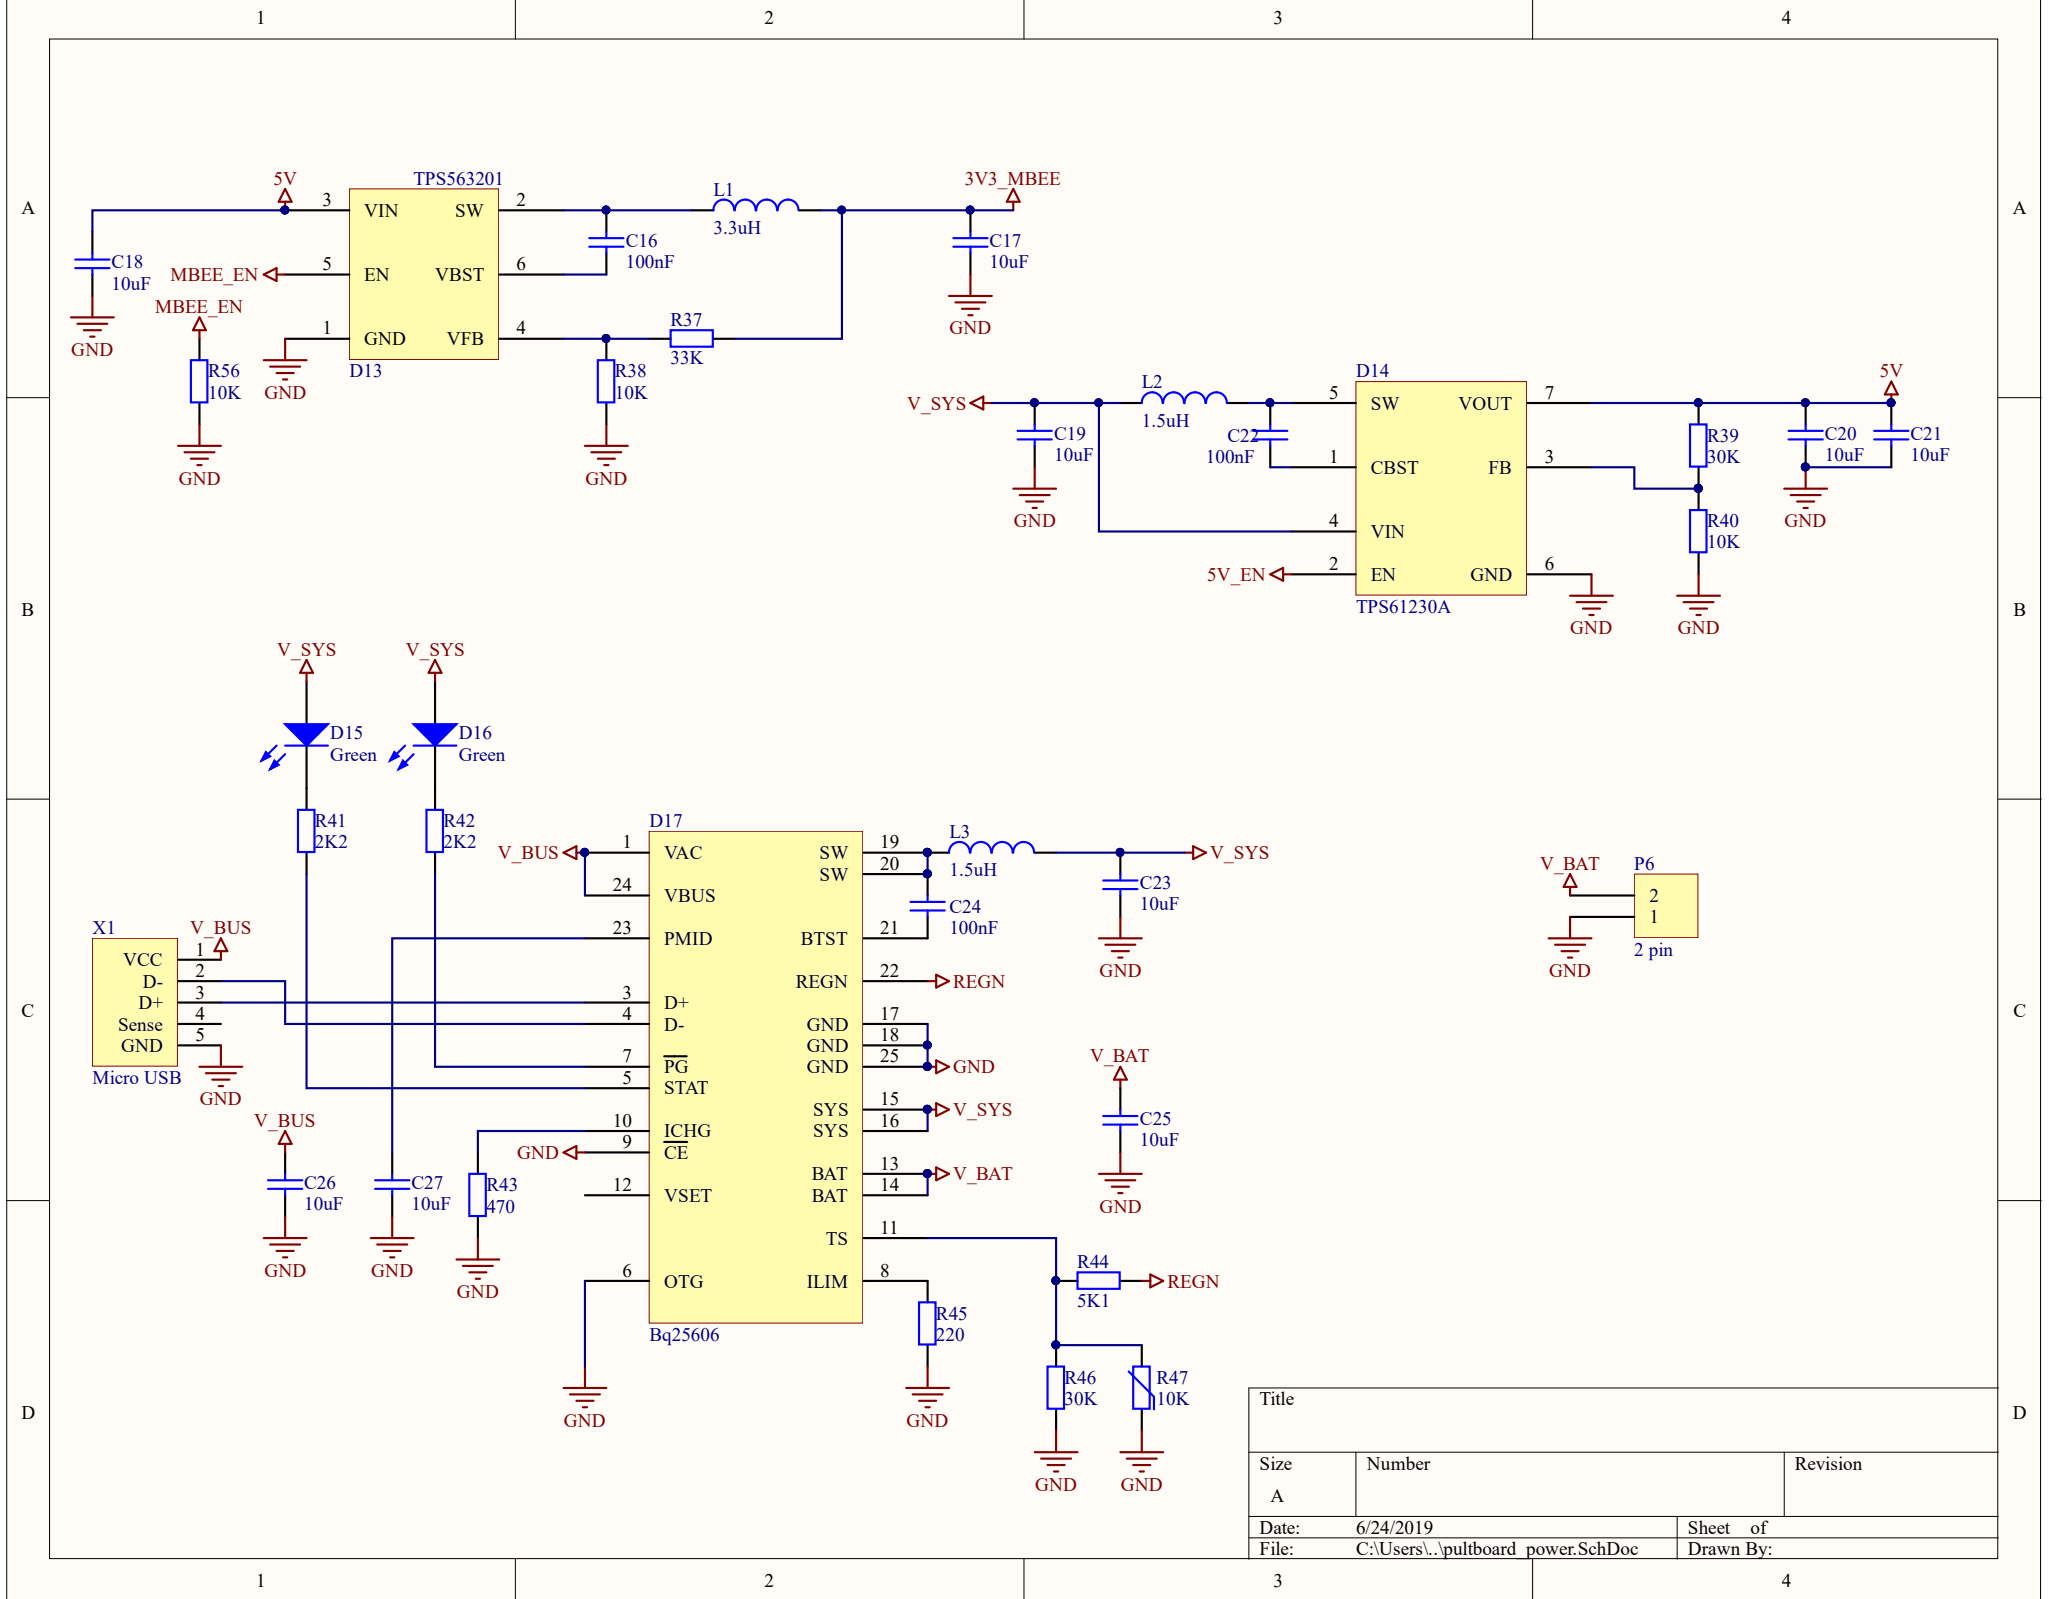 1
2
3
4
A
A
5V
TPS563201
3
VIN
SW
2
L1
3.3uH
3V3_MBEE
C18
10uF
GND
MBEE_EN
5
EN
VBST
6
C16
100nF
C17
10uF
GND
MBEE_EN
R56
10K
GND
1
GND
VFB
4
GND
D13
R37
33K
R38
10K
GND
V_SYS
C19
10uF
GND
L2
1.5uH
C22
100nF
D14
5
SW
VOUT
7
1
CBST
FB
3
4
VIN
2
EN
GND
6
5V_EN
TPS61230A
GND
5V
R39
30K
R40
10K
GND
C20
10uF
C21
10uF
GND
B
B
V_SYS
V_SYS
D15
Green
D16
Green
R41
2K2
R42
2K2
X1
V_BUS
VCC
1
D-
2
D+
3
Sense
4
GND
5
Micro USB
GND
V_BUS
C26
10uF
GND
C27
10uF
GND
R43
470
GND
D17
V_BUS
1
VAC
24
VBUS
23
PMID
3
D+
4
D-
7
PG
5
STAT
10
ICHG
GND
9
CE
12
VSET
6
OTG
GND
SW
19
SW
20
BTST
21
REGN
22
REGN
GND
17
GND
18
GND
25
GND
SYS
15
V_SYS
SYS
16
BAT
13
V_BAT
BAT
14
TS
11
ILIM
8
Bq25606
L3
1.5uH
V_SYS
C24
100nF
C23
10uF
GND
V_BAT
C25
10uF
GND
V_BAT
P6
2
1
2 pin
GND
R44
5K1
REGN
R45
220
GND
R46
30K
GND
R47
10K
GND
C
C
D
D
Title
Size
A
Number
Revision
Date:
6/24/2019
Sheet of
File:
C:\Users\..\pultboard_power.SchDoc
Drawn By:
1
2
3
4